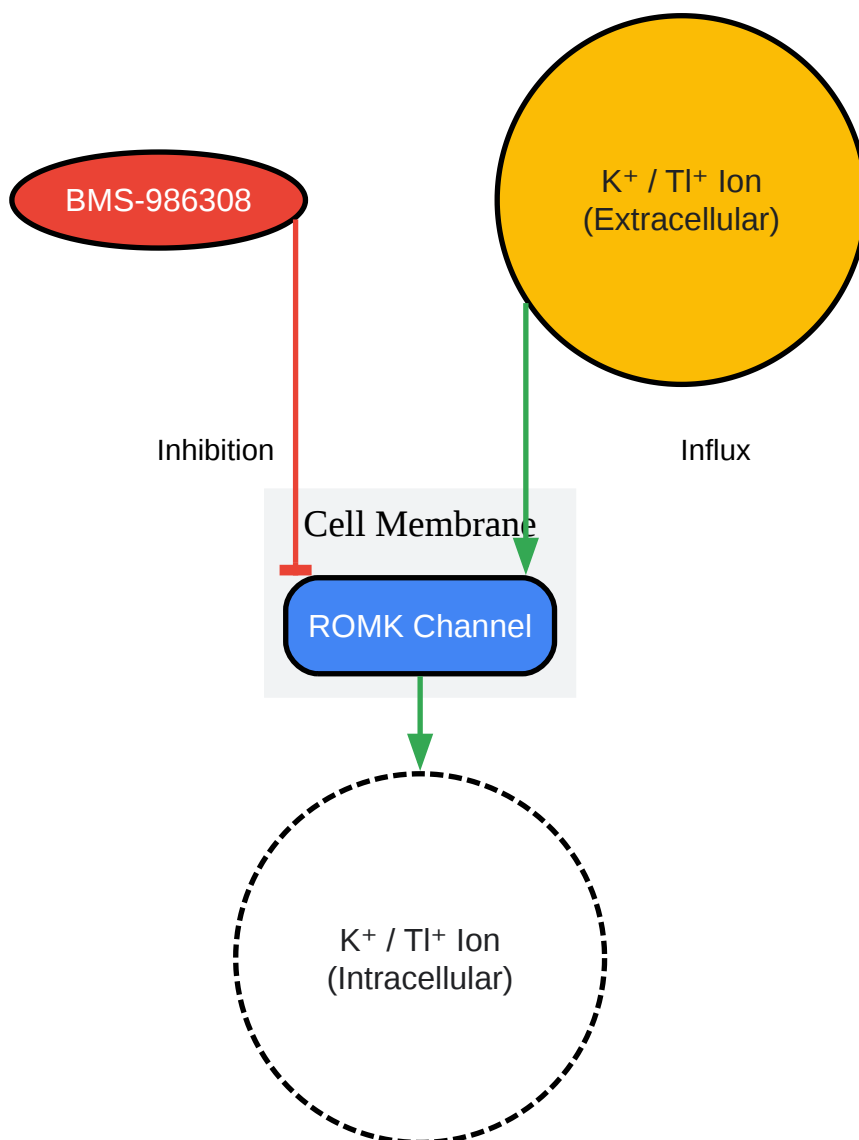 BMS-986308
K⁺ / Tl⁺ Ion
(Extracellular)
Inhibition
Influx
Cell Membrane
ROMK Channel
K⁺ / Tl⁺ Ion
(Intracellular)